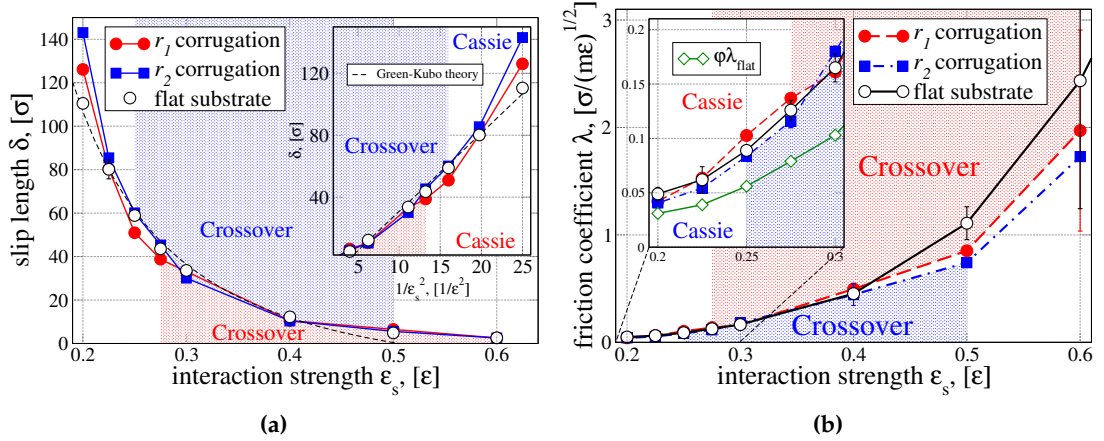 140
120
100
80
60
40
20
0
slip length δ, [σ]
r1 corrugation
r2 corrugation
flat substrate
Crossover
Crossover
0.2 0.3 0.4 0.5 0.6
interaction strength εs, [ε]
Cassie
Green-Kubo theory
120
80
40
δ, [σ]
Crossover
Cassie
5 10 15 20 25
1/εs², [1/ε²]
(a)
3
2
1
0
friction coefficient λ, [σ/(mε)^1/2]
0.2
0.15
0.1
0.05
0
φλflat
Cassie
Cassie
0.2 0.25 0.3
r1 corrugation
r2 corrugation
flat substrate
Crossover
Crossover
0.2 0.3 0.4 0.5 0.6
interaction strength εs, [ε]
(b)